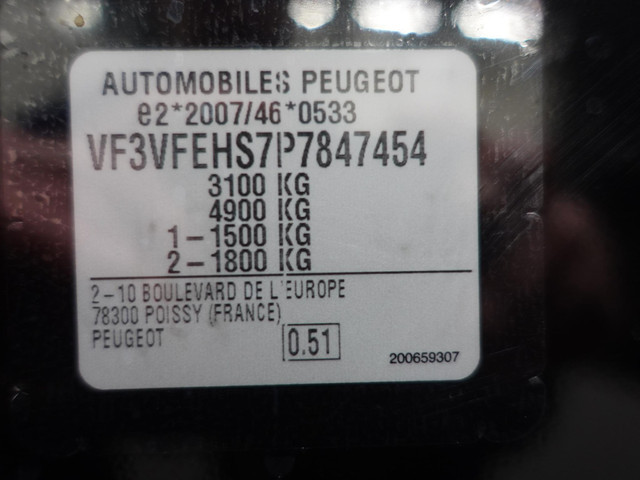 AUTOMOBILES PEUGEOT
e2*2007/46*0533
VF3VFEHS7P7847454
3100 KG
4900 KG
1-1500 KG
2-1800 KG
2-10 BOULEVARD DE L'EUROPE
78300 POISSY (FRANCE)
PEUGEOT
0.51
200659307